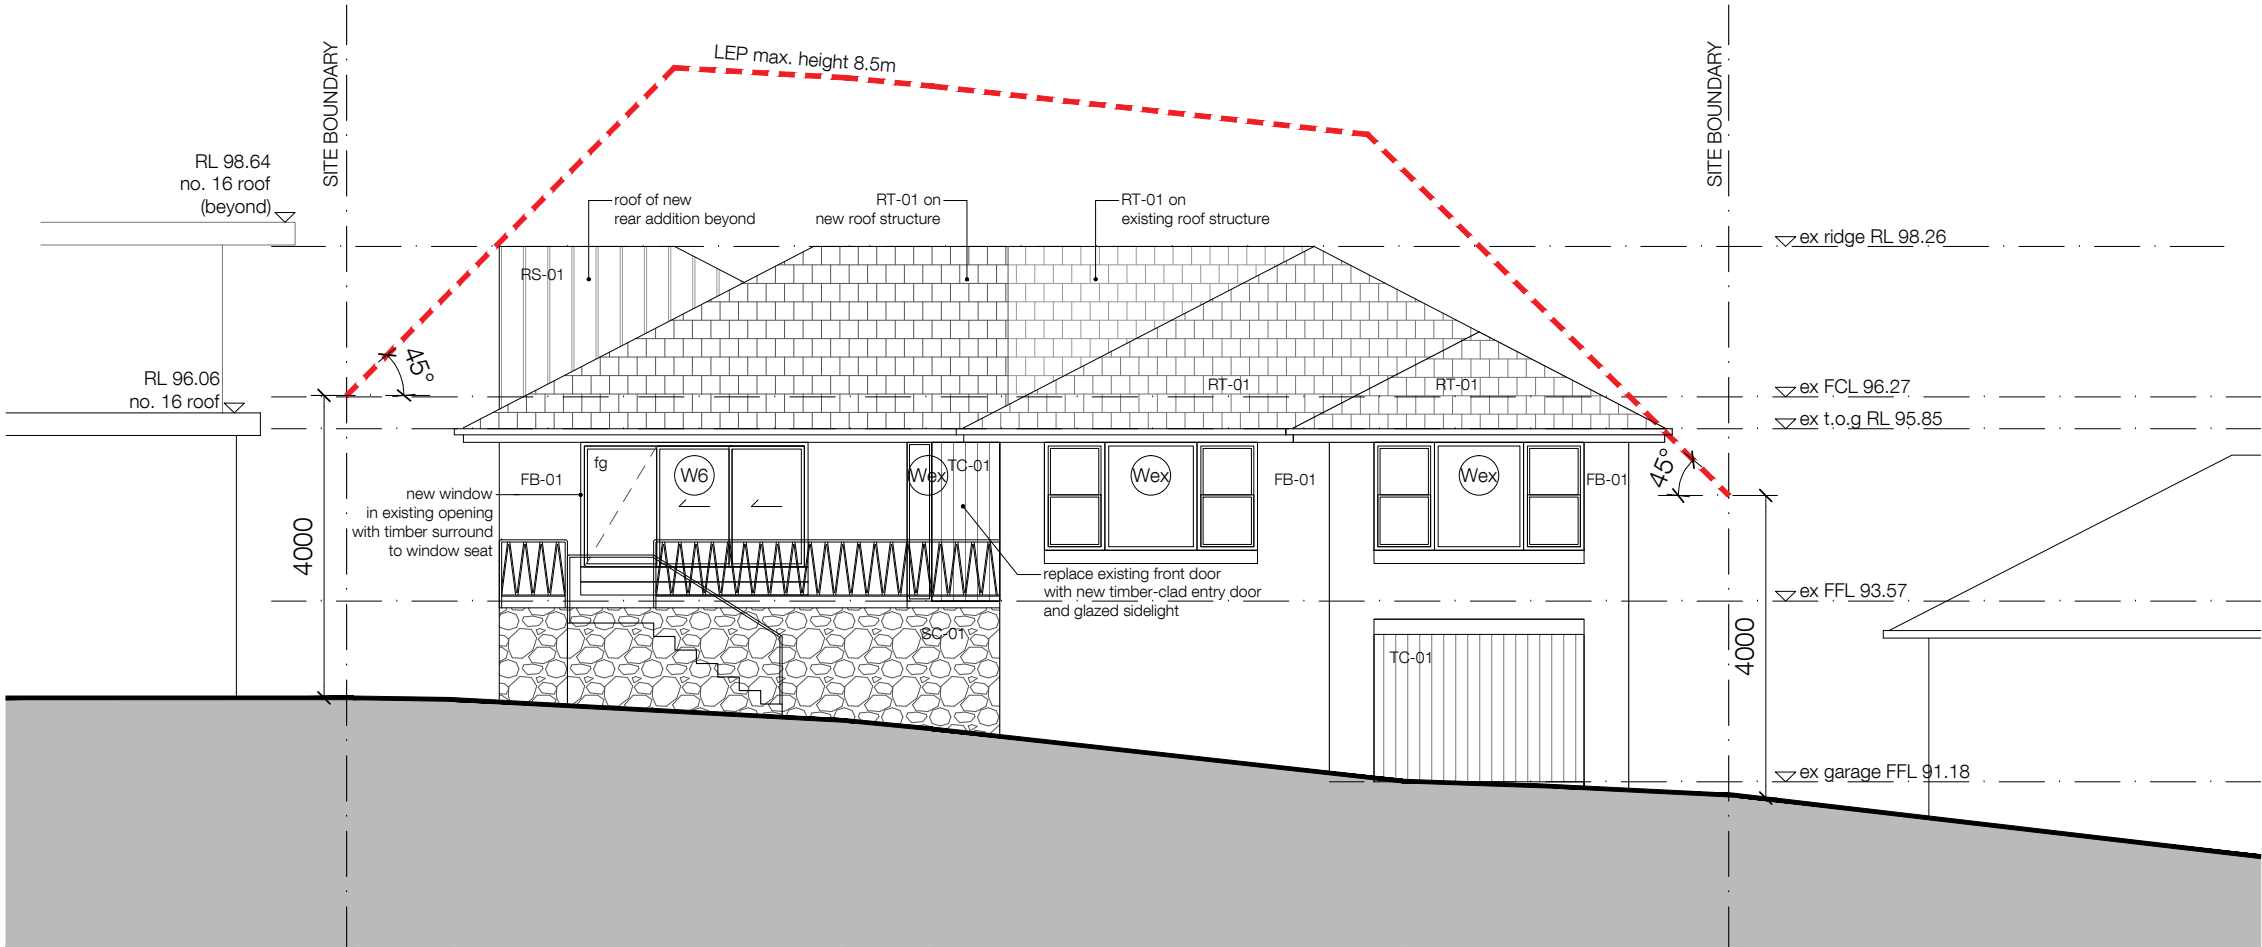 LEP max. height 8.5m
SITE BOUNDARY
SITE BOUNDARY
RL 98.64
no. 16 roof
(beyond)
roof of new
rear addition beyond
RT-01 on
new roof structure
RT-01 on
existing roof structure
ex ridge RL 98.26
RS-01
45°
RL 96.06
no. 16 roof
RT-01
RT-01
ex FCL 96.27
ex t.o.g RL 95.85
fg
W6
Wex
TC-01
Wex
Wex
FB-01
FB-01
FB-01
45°
new window
in existing opening
with timber surround
to window seat
4000
replace existing front door
with new timber-clad entry door
and glazed sidelight
ex FFL 93.57
SC-01
TC-01
4000
ex garage FFL 91.18